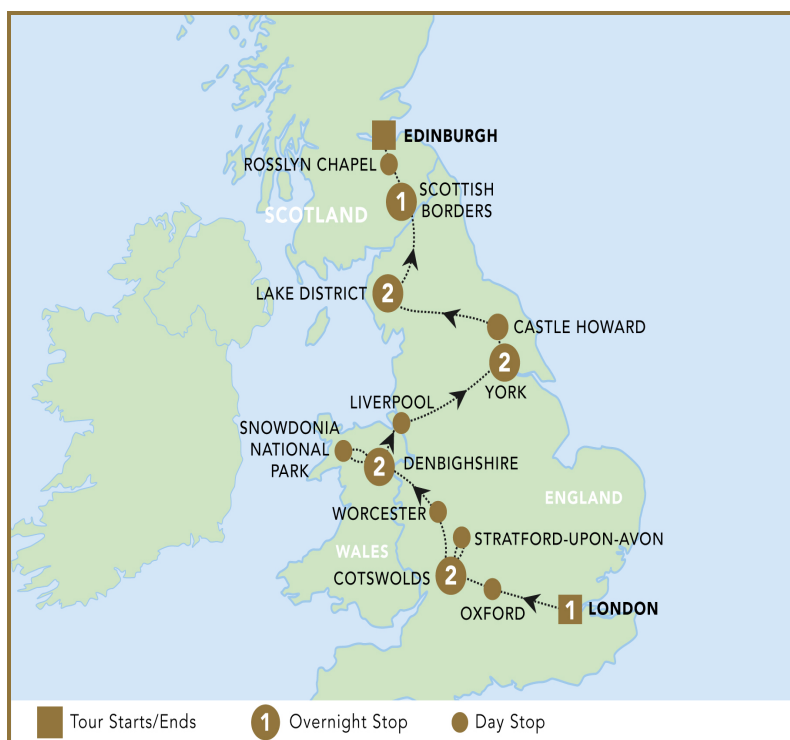 EDINBURGH
ROSSLYN CHAPEL
SCOTTISH
BORDERS
1
SCOTLAND
LAKE DISTRICT
2
CASTLE HOWARD
2
YORK
LIVERPOOL
SNOWDONIA
NATIONAL
PARK
2
DENBIGHSHIRE
ENGLAND
WORCESTER
STRATFORD-UPON-AVON
WALES
COTSWOLDS
2
OXFORD
1
LONDON
Tour Starts/Ends
1
Overnight Stop
Day Stop